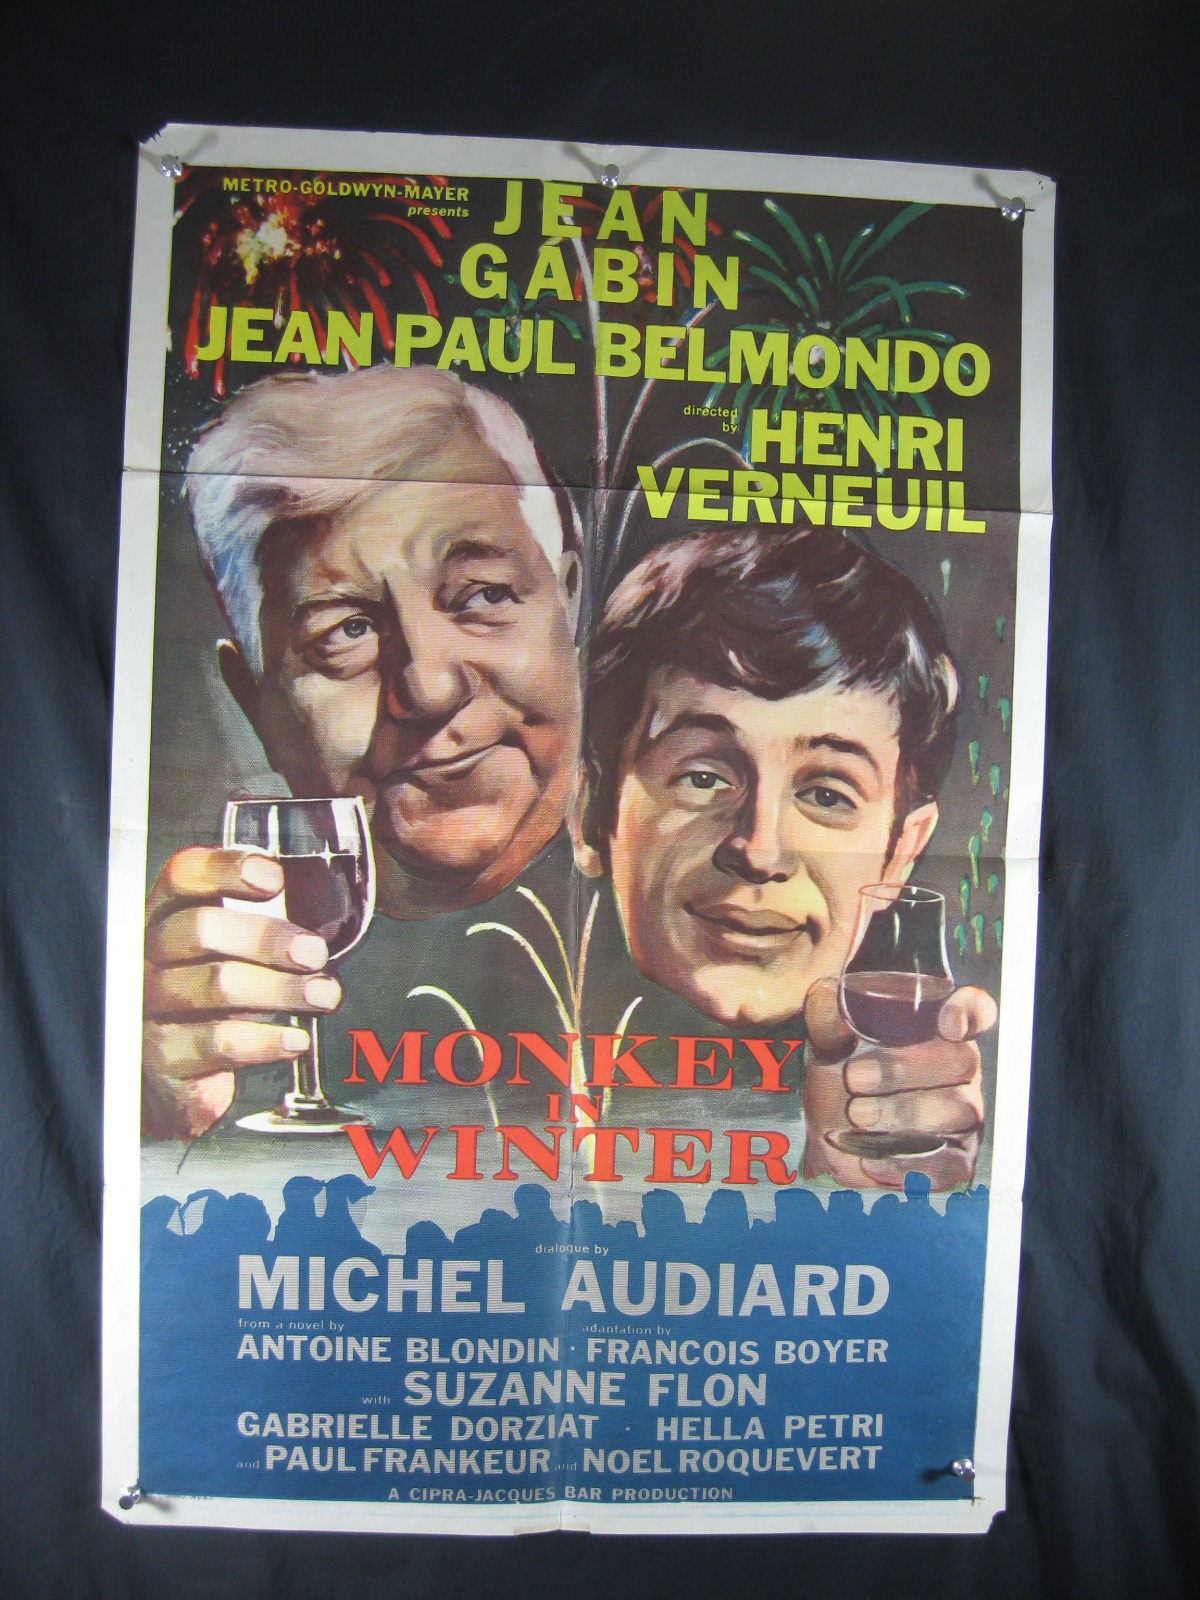 METRO-GOLDWYN-MAYER
presents
JEAN
GABIN
JEAN PAUL BELMONDO
directed
by
HENRI
VERNEUIL
MONKEY
IN
WINTER
dialogue by
MICHEL AUDIARD
from a novel by adaptation by
ANTOINE BLONDIN · FRANCOIS BOYER
with SUZANNE FLON
GABRIELLE DORZIAT · HELLA PETRI
and PAUL FRANKEUR and NOEL ROQUEVERT
A CIPRA-JACQUES BAR PRODUCTION